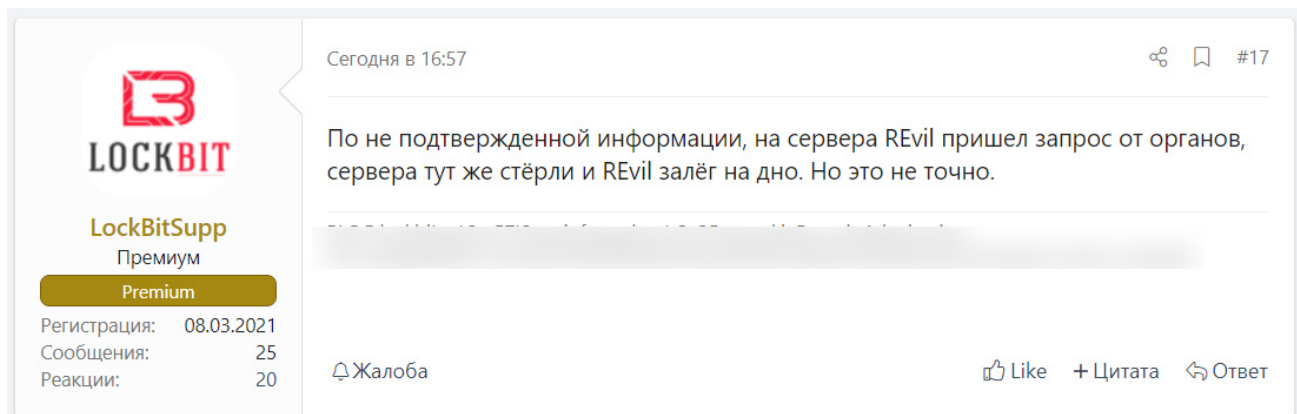 LOCKBIT
LockBitSupp
Премиум
Premium
Регистрация: 08.03.2021
Сообщения: 25
Реакции: 20
Сегодня в 16:57
#17
По не подтвержденной информации, на сервера REvil пришел запрос от органов,
сервера тут же стёрли и REvil залёг на дно. Но это не точно.
Жалоба
Like
+ Цитата
Ответ